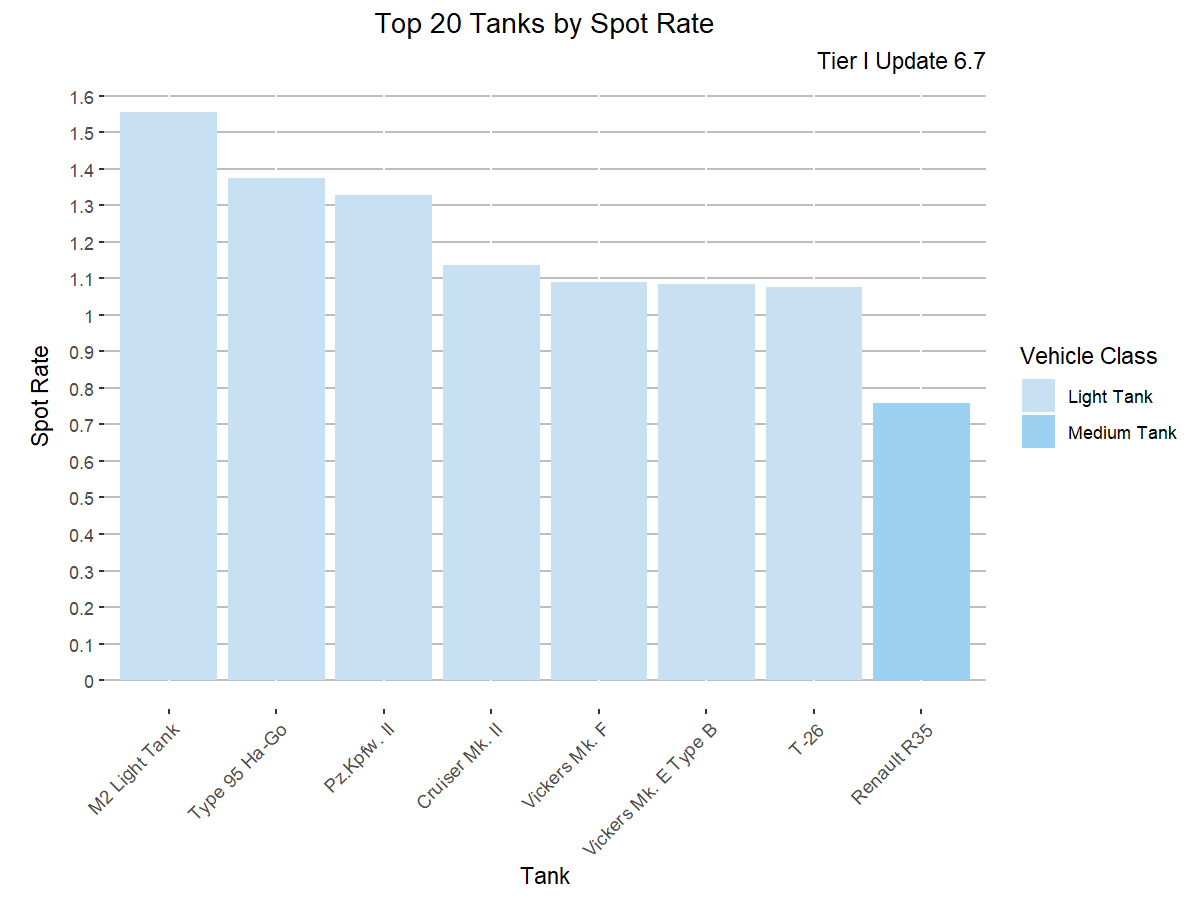 Top 20 Tanks by Spot Rate
Tier I Update 6.7
1.6
1.5
1.4
1.3
1.2
1.1
1
0.9
0.8
0.7
0.6
0.5
0.4
0.3
0.2
0.1
0
Spot Rate
M2 Light Tank
Type 95 Ha-Go
Pz.Kpfw. II
Cruiser Mk. II
Vickers Mk. F
Vickers Mk. E Type B
T-26
Renault R35
Tank
Vehicle Class
Light Tank
Medium Tank